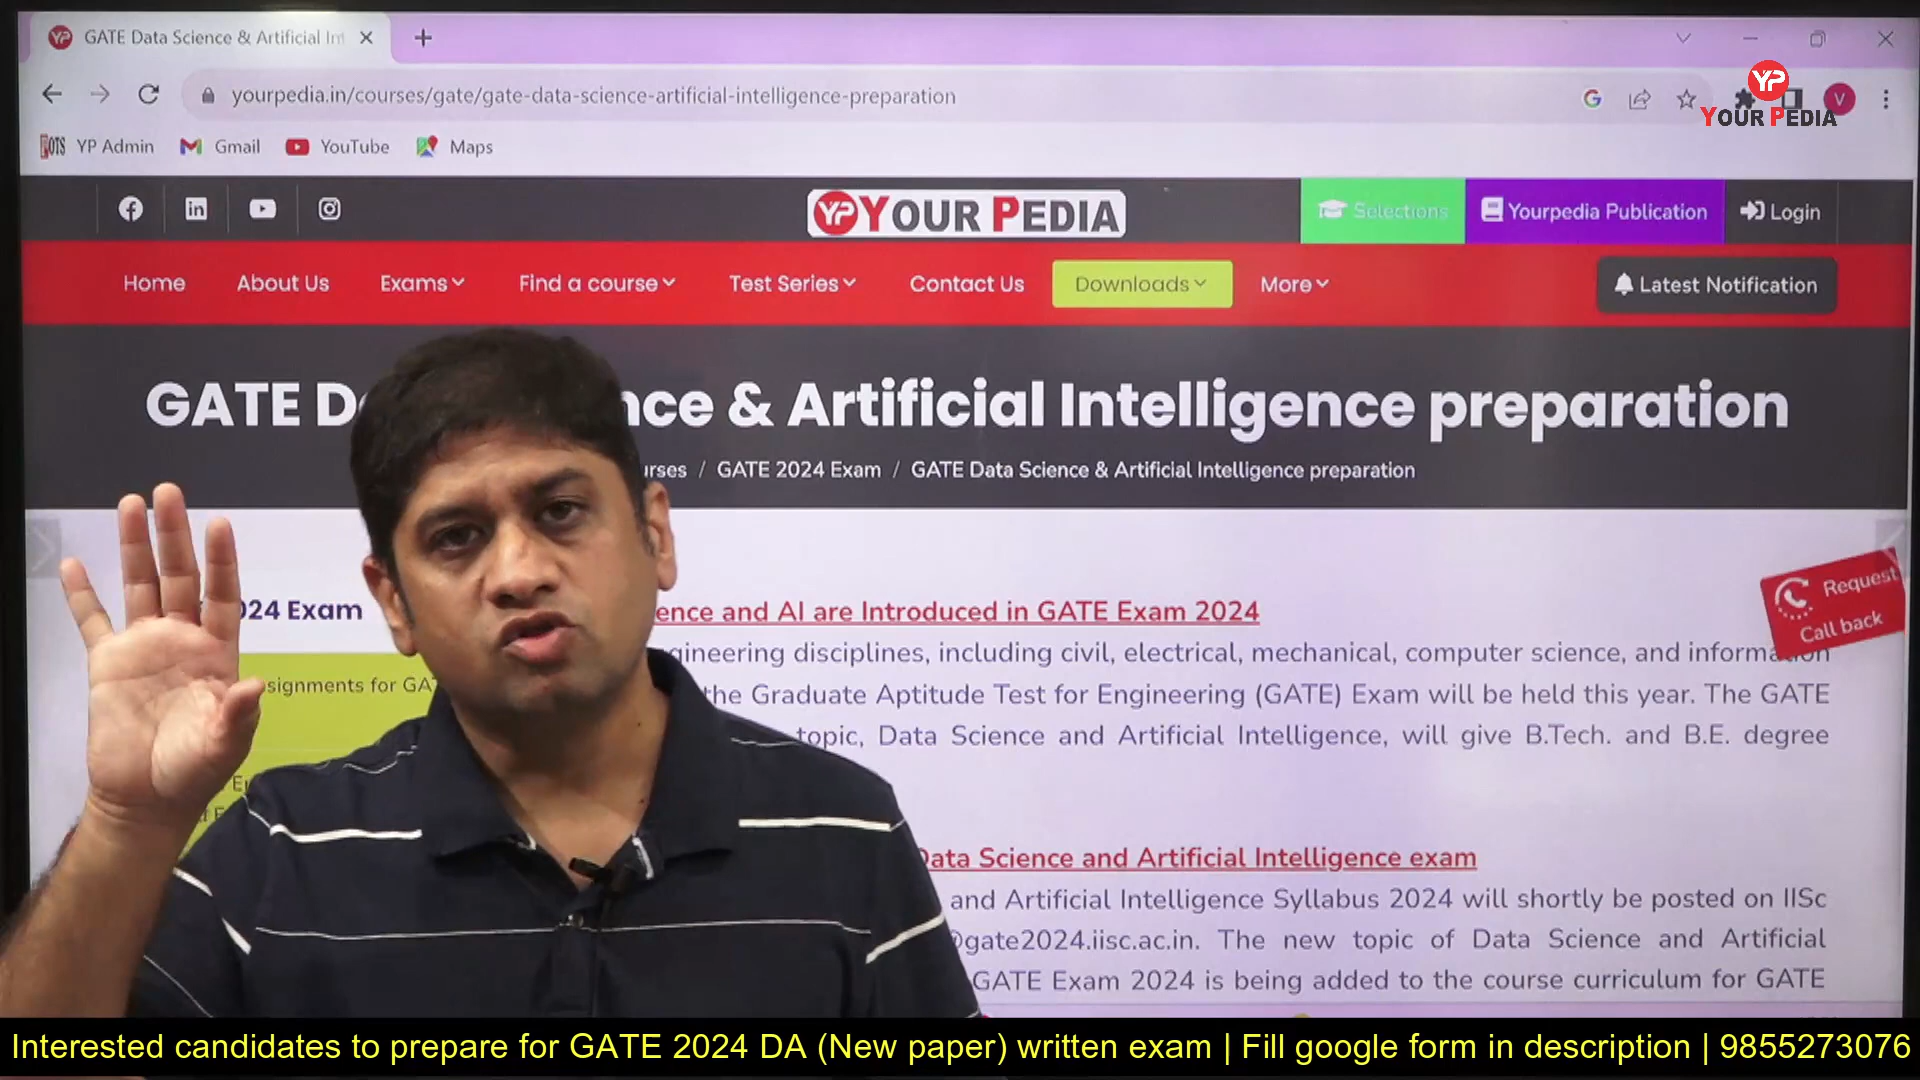 GATE Data Science & Artificial Int
yourpedia.in/courses/gate/gate-data-science-artificial-intelligence-preparation
V
YP
YOUR PEDIA
YP Admin Gmail YouTube Maps
YP YOUR PEDIA
Selections Yourpedia Publication Login
Home About Us Exams Find a course Test Series Contact Us Downloads More Latest Notification
GATE D nce & Artificial Intelligence preparation
urses / GATE 2024 Exam / GATE Data Science & Artificial Intelligence preparation
Request
Call back
024 Exam
signments for GAT
ence and AI are Introduced in GATE Exam 2024
gineering disciplines, including civil, electrical, mechanical, computer science, and information
the Graduate Aptitude Test for Engineering (GATE) Exam will be held this year. The GATE
topic, Data Science and Artificial Intelligence, will give B.Tech. and B.E. degree
Data Science and Artificial Intelligence exam
and Artificial Intelligence Syllabus 2024 will shortly be posted on IISc
@gate2024.iisc.ac.in. The new topic of Data Science and Artificial
GATE Exam 2024 is being added to the course curriculum for GATE
Interested candidates to prepare for GATE 2024 DA (New paper) written exam | Fill google form in description | 9855273076